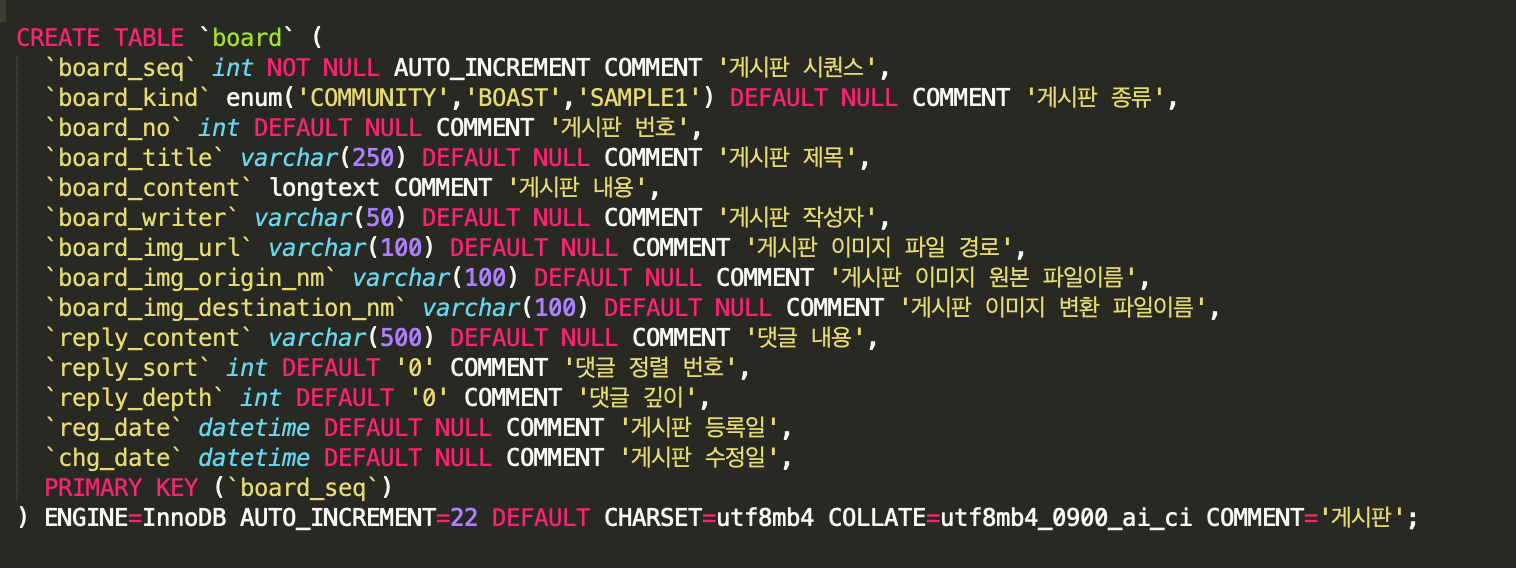 CREATE TABLE `board` (
  `board_seq` int NOT NULL AUTO_INCREMENT COMMENT '게시판 시퀀스',
  `board_kind` enum('COMMUNITY','BOAST','SAMPLE1') DEFAULT NULL COMMENT '게시판 종류',
  `board_no` int DEFAULT NULL COMMENT '게시판 번호',
  `board_title` varchar(250) DEFAULT NULL COMMENT '게시판 제목',
  `board_content` longtext COMMENT '게시판 내용',
  `board_writer` varchar(50) DEFAULT NULL COMMENT '게시판 작성자',
  `board_img_url` varchar(100) DEFAULT NULL COMMENT '게시판 이미지 파일 경로',
  `board_img_origin_nm` varchar(100) DEFAULT NULL COMMENT '게시판 이미지 원본 파일이름',
  `board_img_destination_nm` varchar(100) DEFAULT NULL COMMENT '게시판 이미지 변환 파일이름',
  `reply_content` varchar(500) DEFAULT NULL COMMENT '댓글 내용',
  `reply_sort` int DEFAULT '0' COMMENT '댓글 정렬 번호',
  `reply_depth` int DEFAULT '0' COMMENT '댓글 깊이',
  `reg_date` datetime DEFAULT NULL COMMENT '게시판 등록일',
  `chg_date` datetime DEFAULT NULL COMMENT '게시판 수정일',
  PRIMARY KEY (`board_seq`)
) ENGINE=InnoDB AUTO_INCREMENT=22 DEFAULT CHARSET=utf8mb4 COLLATE=utf8mb4_0900_ai_ci COMMENT='게시판';